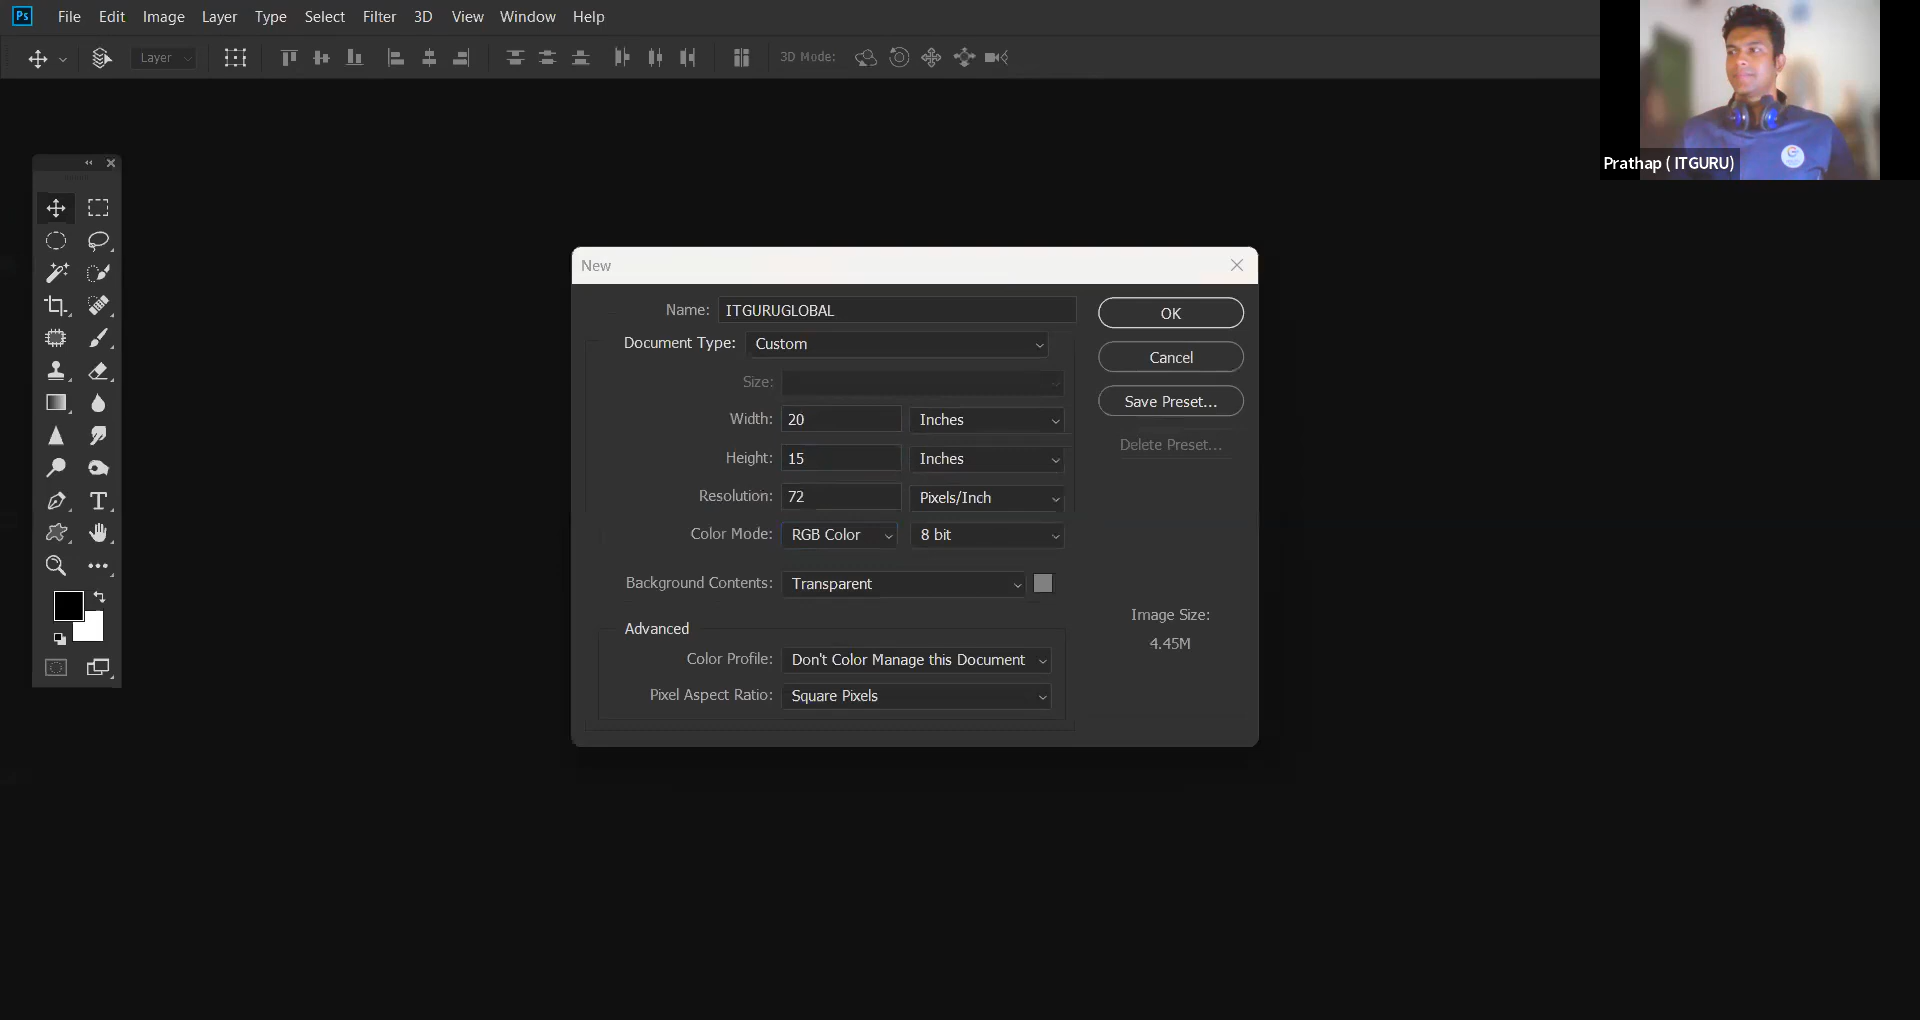 Ps File Edit Image Layer Type Select Filter 3D View Window Help
Layer 3D Mode:
Prathap ( ITGURU)
New
Name: ITGURUGLOBAL OK
Document Type: Custom
Cancel
Size:
Save Preset...
Width: 20 Inches
Delete Preset...
Height: 15 Inches
Resolution: 72 Pixels/Inch
Color Mode: RGB Color 8 bit
Background Contents: Transparent
Image Size:
4.45M
Advanced
Color Profile: Don't Color Manage this Document
Pixel Aspect Ratio: Square Pixels